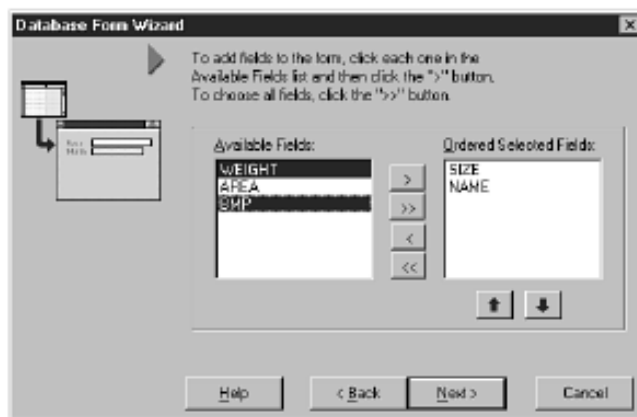 Database Form Wizard
To add fields to the form, click each one in the
Available Fields list and then click the ">" button.
To choose all fields, click the ">>" button.
Available Fields:
WEIGHT
AREA
BMP
>
>>
<
<<
Ordered Selected Fields:
SIZE
NAME
Help
< Back
Next >
Cancel